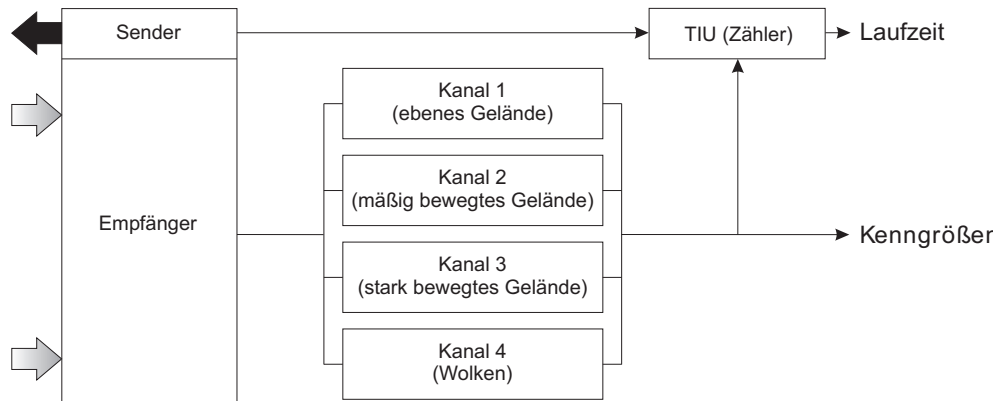 Sender
TIU (Zähler)
Laufzeit
Kanal 1
(ebenes Gelände)
Kanal 2
(mäßig bewegtes Gelände)
Empfänger
Kenngrößen
Kanal 3
(stark bewegtes Gelände)
Kanal 4
(Wolken)